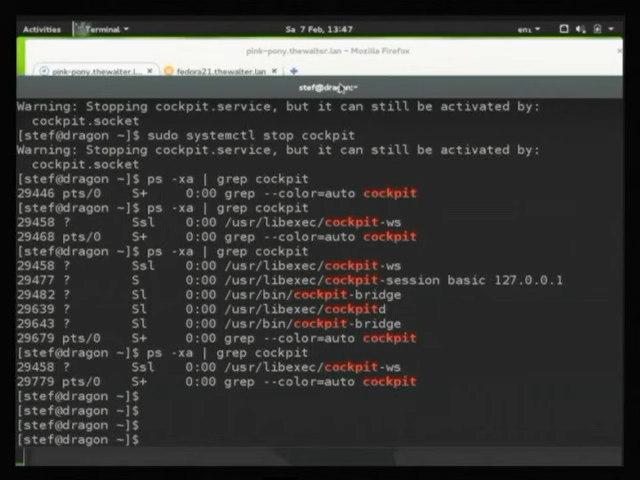 Activities Terminal Sa 7 Feb, 13:47 en₁
pink-pony.thewalter.lan – Mozilla Firefox
pink-pony.thewalter.l... × fedora21.thewalter.lan ×
stef@dragon:~
Warning: Stopping cockpit.service, but it can still be activated by:
cockpit.socket
[stef@dragon ~]$ sudo systemctl stop cockpit
Warning: Stopping cockpit.service, but it can still be activated by:
cockpit.socket
[stef@dragon ~]$ ps -xa | grep cockpit
29446 pts/0 S+ 0:00 grep --color=auto cockpit
[stef@dragon ~]$ ps -xa | grep cockpit
29458 ? Ssl 0:00 /usr/libexec/cockpit-ws
29468 pts/0 S+ 0:00 grep --color=auto cockpit
[stef@dragon ~]$ ps -xa | grep cockpit
29458 ? Ssl 0:00 /usr/libexec/cockpit-ws
29477 ? S 0:00 /usr/libexec/cockpit-session basic 127.0.0.1
29482 ? Sl 0:00 /usr/bin/cockpit-bridge
29639 ? Sl 0:00 /usr/libexec/cockpitd
29643 ? Sl 0:00 /usr/bin/cockpit-bridge
29679 pts/0 S+ 0:00 grep --color=auto cockpit
[stef@dragon ~]$ ps -xa | grep cockpit
29458 ? Ssl 0:00 /usr/libexec/cockpit-ws
29779 pts/0 S+ 0:00 grep --color=auto cockpit
[stef@dragon ~]$
[stef@dragon ~]$
[stef@dragon ~]$
[stef@dragon ~]$